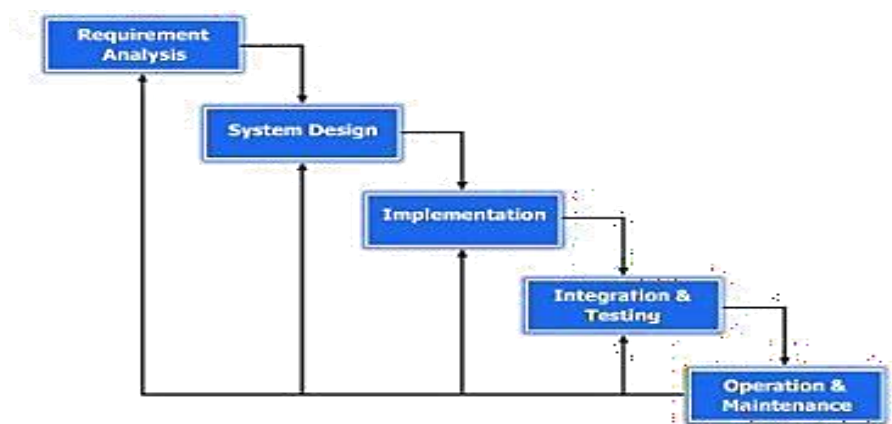 Requirement
Analysis
System Design
Implementation
Integration &
Testing
Operation &
Maintenance